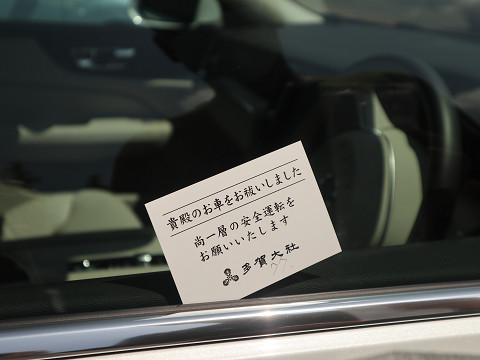 貴殿のお車をお祓いしました
尚一層の安全運転を
お願いいたします
多賀大社